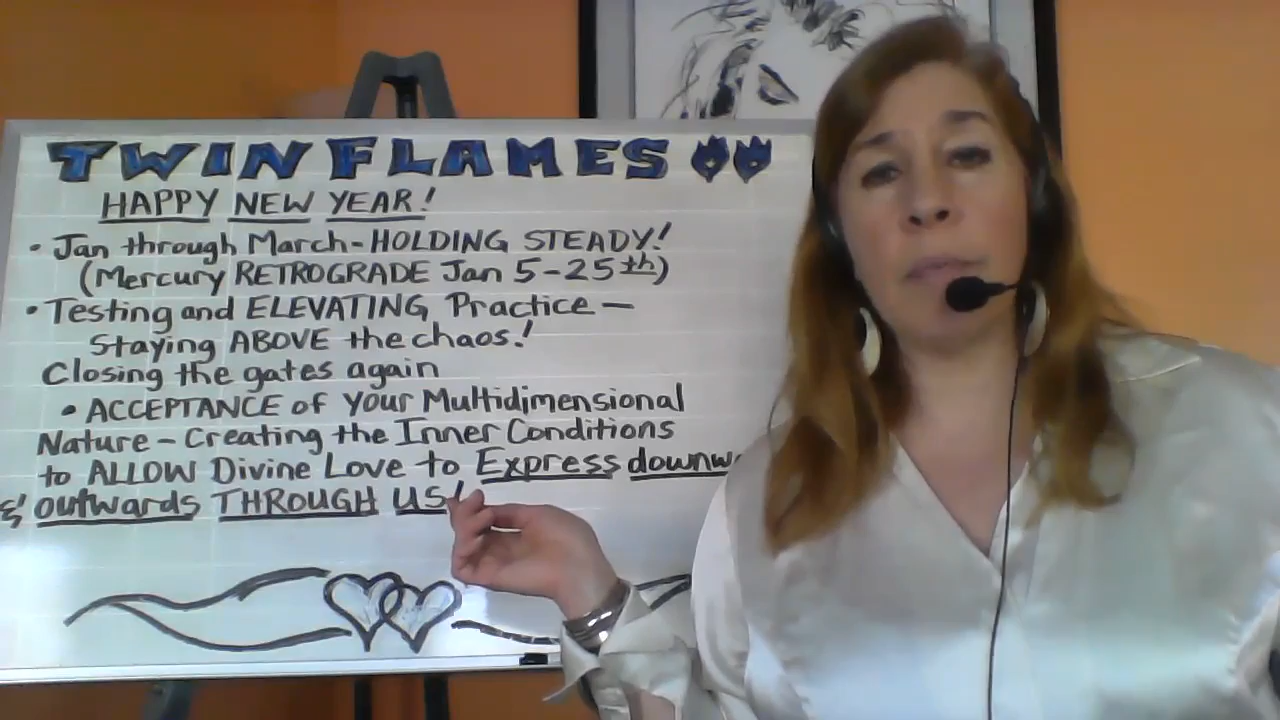 TWIN FLAMES
HAPPY NEW YEAR!
• Jan through March - HOLDING STEADY!
(Mercury RETROGRADE Jan 5-25th)
• Testing and ELEVATING Practice —
Staying ABOVE the chaos!
Closing the gates again
• ACCEPTANCE of your Multidimensional
Nature - Creating the Inner Conditions
to ALLOW Divine Love to Express
& outwards THROUGH US!